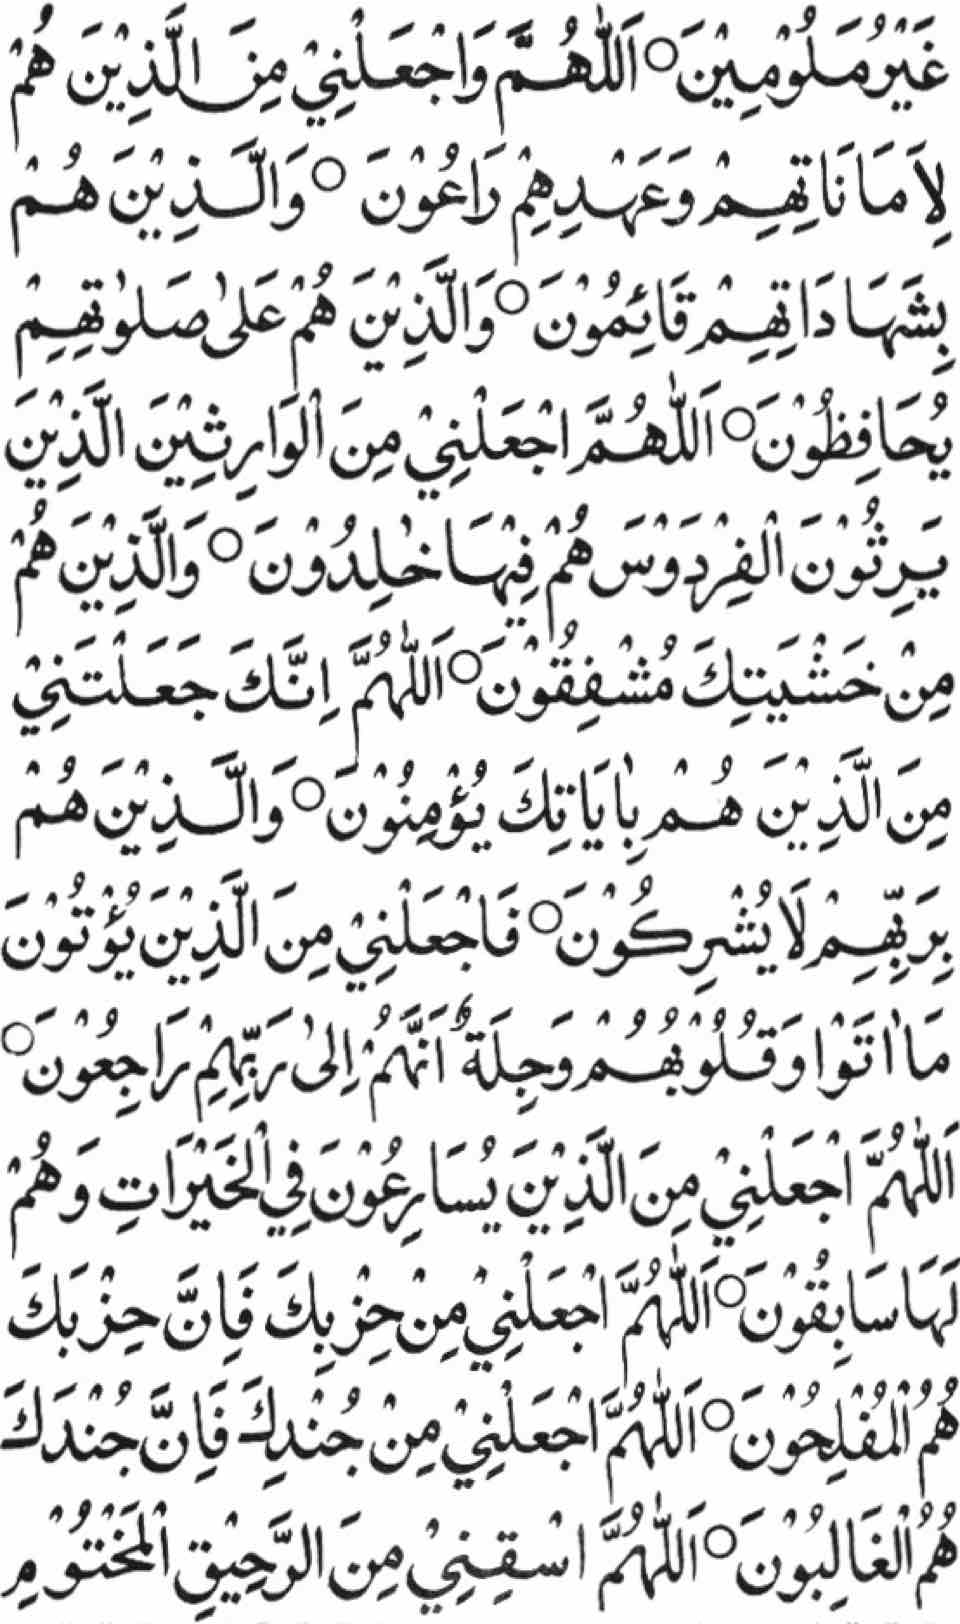 غَيْرُ مَلُوْمِيْنَ○ اَللّٰهُمَّ وَاجْعَلْنِيْ مِنَ الَّذِيْنَ هُمْ
لِاَمَانَاتِهِمْ وَعَهْدِهِمْ رَاعُوْنَ ○ وَالَّذِيْنَ هُمْ
بِشَهَادَاتِهِمْ قَائِمُوْنَ○ وَالَّذِيْنَ هُمْ عَلٰى صَلٰوتِهِمْ
يُحَافِظُوْنَ○ اَللّٰهُمَّ اجْعَلْنِيْ مِنَ الْوَارِثِيْنَ الَّذِيْنَ
يَرِثُوْنَ الْفِرْدَوْسَ هُمْ فِيْهَا خٰلِدُوْنَ○ وَالَّذِيْنَ هُمْ
مِنْ خَشْيَتِكَ مُشْفِقُوْنَ○ اَللّٰهُمَّ اِنَّكَ جَعَلْتَنِيْ
مِنَ الَّذِيْنَ هُمْ بِاٰيَاتِكَ يُؤْمِنُوْنَ○ وَالَّذِيْنَ هُمْ
بِرَبِّهِمْ لَا يُشْرِكُوْنَ○ فَاجْعَلْنِيْ مِنَ الَّذِيْنَ يُؤْتُوْنَ
مَا اٰتَوْا وَقُلُوْبُهُمْ وَجِلَةٌ اَنَّهُمْ اِلٰى رَبِّهِمْ رَاجِعُوْنَ○
اَللّٰهُمَّ اجْعَلْنِيْ مِنَ الَّذِيْنَ يُسَارِعُوْنَ فِي الْخَيْرَاتِ وَهُمْ
لَهَا سَابِقُوْنَ○ اَللّٰهُمَّ اجْعَلْنِيْ مِنْ حِزْبِكَ فَاِنَّ حِزْبَكَ
هُمُ الْمُفْلِحُوْنَ○ اَللّٰهُمَّ اجْعَلْنِيْ مِنْ جُنْدِكَ فَاِنَّ جُنْدَكَ
هُمُ الْغَالِبُوْنَ○ اَللّٰهُمَّ اسْقِنِيْ مِنَ الرَّحِيْقِ الْمَخْتُوْمِ